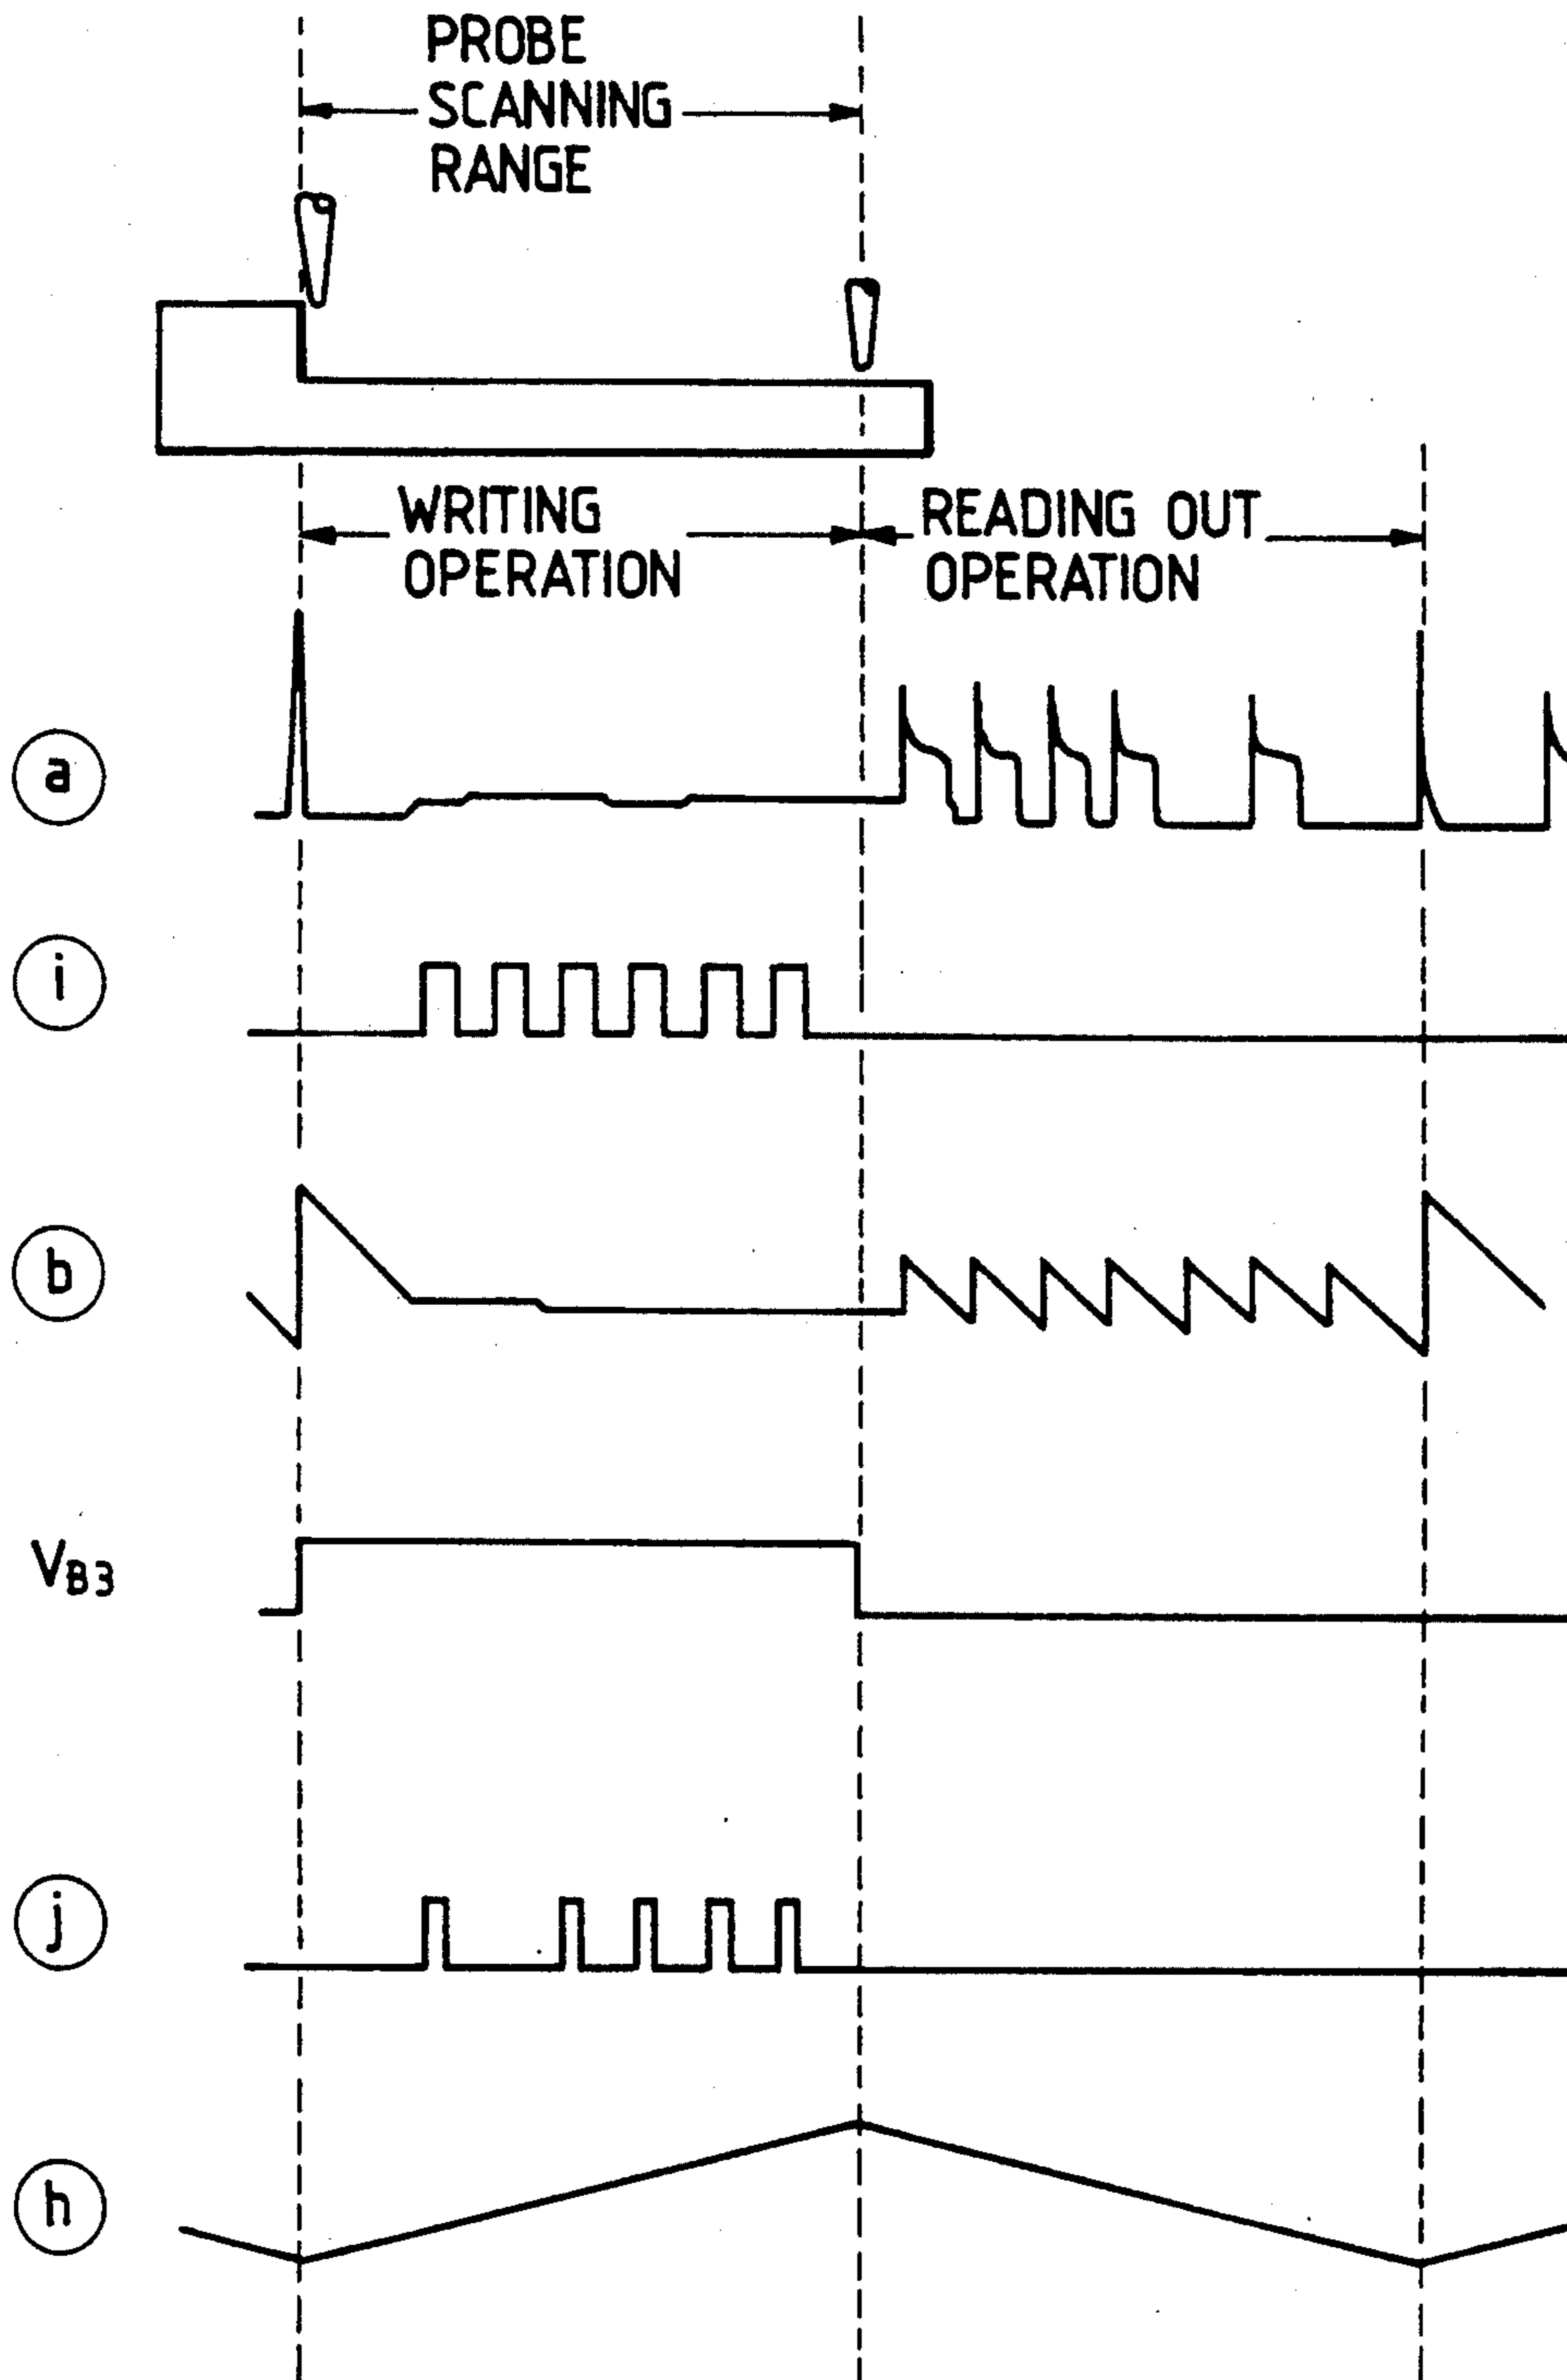 PROBE
SCANNING
RANGE
WRITING
OPERATION
READING OUT
OPERATION
a
i
b
VB3
j
h